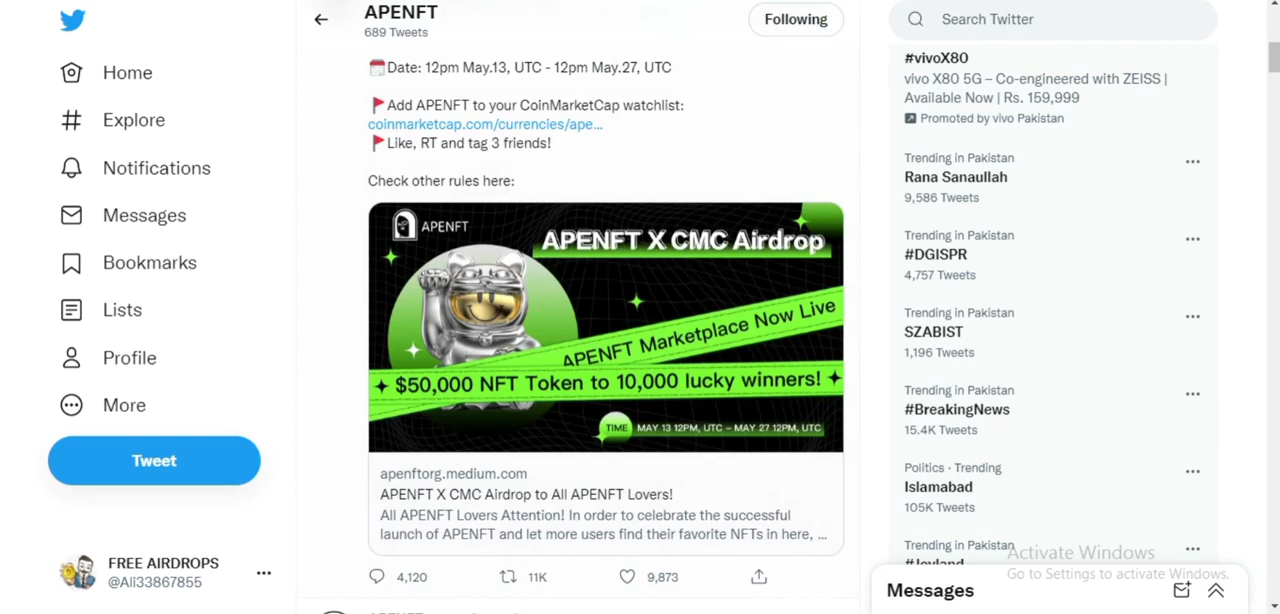 Home
Explore
Notifications
Messages
Bookmarks
Lists
Profile
More
Tweet
FREE AIRDROPS
@Ali33867855
APENFT
689 Tweets
Following
Date: 12pm May.13, UTC - 12pm May.27, UTC
Add APENFT to your CoinMarketCap watchlist:
coinmarketcap.com/currencies/ape...
Like, RT and tag 3 friends!
Check other rules here:
APENFT
APENFT X CMC Airdrop
APENFT Marketplace Now Live
$50,000 NFT Token to 10,000 lucky winners!
TIME MAY 13 12PM, UTC – MAY 27 12PM, UTC
apenftorg.medium.com
APENFT X CMC Airdrop to All APENFT Lovers!
All APENFT Lovers Attention! In order to celebrate the successful
launch of APENFT and let more users find their favorite NFTs in here, ...
4,120
11K
9,873
Search Twitter
#vivoX80
vivo X80 5G – Co-engineered with ZEISS |
Available Now | Rs. 159,999
Promoted by vivo Pakistan
Trending in Pakistan
Rana Sanaullah
9,586 Tweets
Trending in Pakistan
#DGISPR
4,757 Tweets
Trending in Pakistan
SZABIST
1,196 Tweets
Trending in Pakistan
#BreakingNews
15.4K Tweets
Politics · Trending
Islamabad
105K Tweets
Trending in Pakistan
Activate Windows
Go to Settings to activate Windows.
Messages